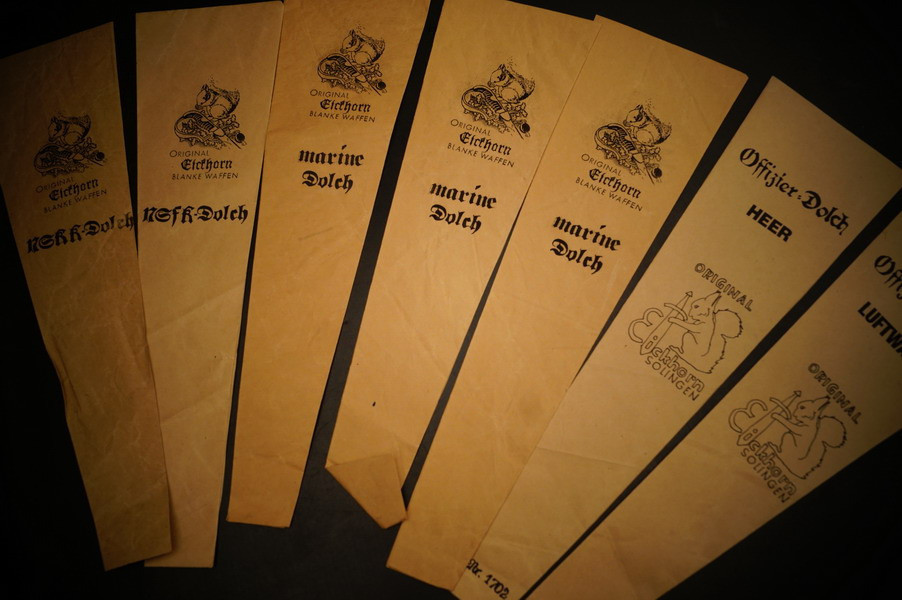 ORIGINAL
Eickhorn
BLANKE WAFFEN
NSKK-Dolch
ORIGINAL
Eickhorn
BLANKE WAFFEN
NSFK-Dolch
ORIGINAL
Eickhorn
BLANKE WAFFEN
marine
Dolch
ORIGINAL
Eickhorn
BLANKE WAFFEN
marine
Dolch
ORIGINAL
Eickhorn
BLANKE WAFFEN
marine
Dolch
Nr. 1702
Offizier-Dolch
HEER
ORIGINAL
Eickhorn
SOLINGEN
Offi
LUFTWA
ORIGINAL
Eickhorn
SOLINGEN